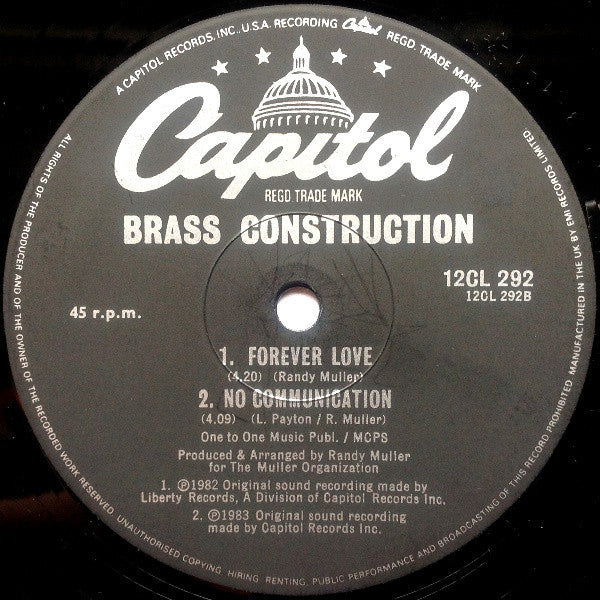 A CAPITOL RECORDS, INC., U.S.A. RECORDING Capitol REGD. TRADE MARK
Capitol
REGD TRADE MARK
BRASS CONSTRUCTION
12CL 292
12CL 292B
45 r.p.m.
1. FOREVER LOVE
(4.20) (Randy Muller)
2. NO COMMUNICATION
(4.09) (L. Payton / R. Muller)
One to One Music Publ. / MCPS
Produced & Arranged by Randy Muller
for The Muller Organization
1. ℗1982 Original sound recording made by
Liberty Records, A Division of Capitol Records Inc.
2. ℗1983 Original sound recording
made by Capitol Records Inc.
ALL RIGHTS OF THE PRODUCER AND OF THE OWNER OF THE RECORDED WORK RESERVED. UNAUTHORISED COPYING, HIRING, RENTING, PUBLIC PERFORMANCE AND BROADCASTING OF THIS RECORD PROHIBITED. MANUFACTURED IN THE UK BY EMI RECORDS LIMITED